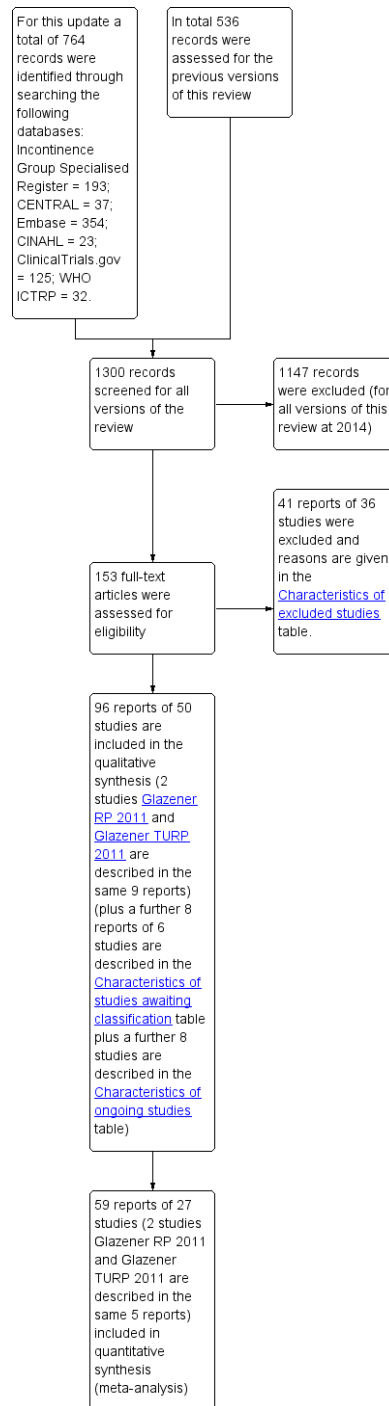 For this update a
total of 764
records were
identified through
searching the
following
databases:
Incontinence
Group Specialised
Register = 193;
CENTRAL = 37;
Embase = 354;
CINAHL = 23;
ClinicalTrials.gov
= 125; WHO
ICTRP = 32.
In total 536
records were
assessed for the
previous versions
of this review
1300 records
screened for all
versions of the
review
1147 records
were excluded (for
all versions of this
review at 2014)
153 full-text
articles were
assessed for
eligibility
41 reports of 36
studies were
excluded and
reasons are given
in the
Characteristics of
excluded studies
table.
96 reports of 50
studies are
included in the
qualitative
synthesis (2
studies Glazener
RP 2011 and
Glazener TURP
2011 are
described in the
same 9 reports)
(plus a further 8
reports of 6
studies are
described in the
Characteristics of
studies awaiting
classification table
plus a further 8
studies are
described in the
Characteristics of
ongoing studies
table)
59 reports of 27
studies (2 studies
Glazener RP 2011
and Glazener
TURP 2011 are
described in the
same 5 reports)
included in
quantitative
synthesis
(meta-analysis)